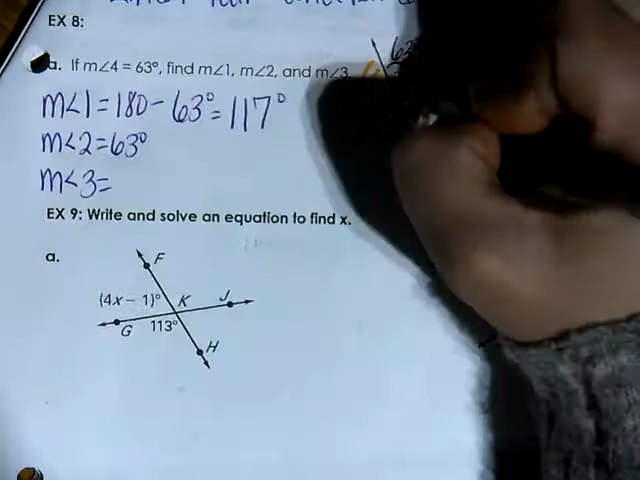 EX 8:
a. If m∠4 = 63°, find m∠1, m∠2, and m∠3.
63
m∠1 = 180 - 63° = 117°
m∠2 = 63°
m∠3 =
EX 9: Write and solve an equation to find x.
a.
F
(4x – 1)° K J
G 113°
H